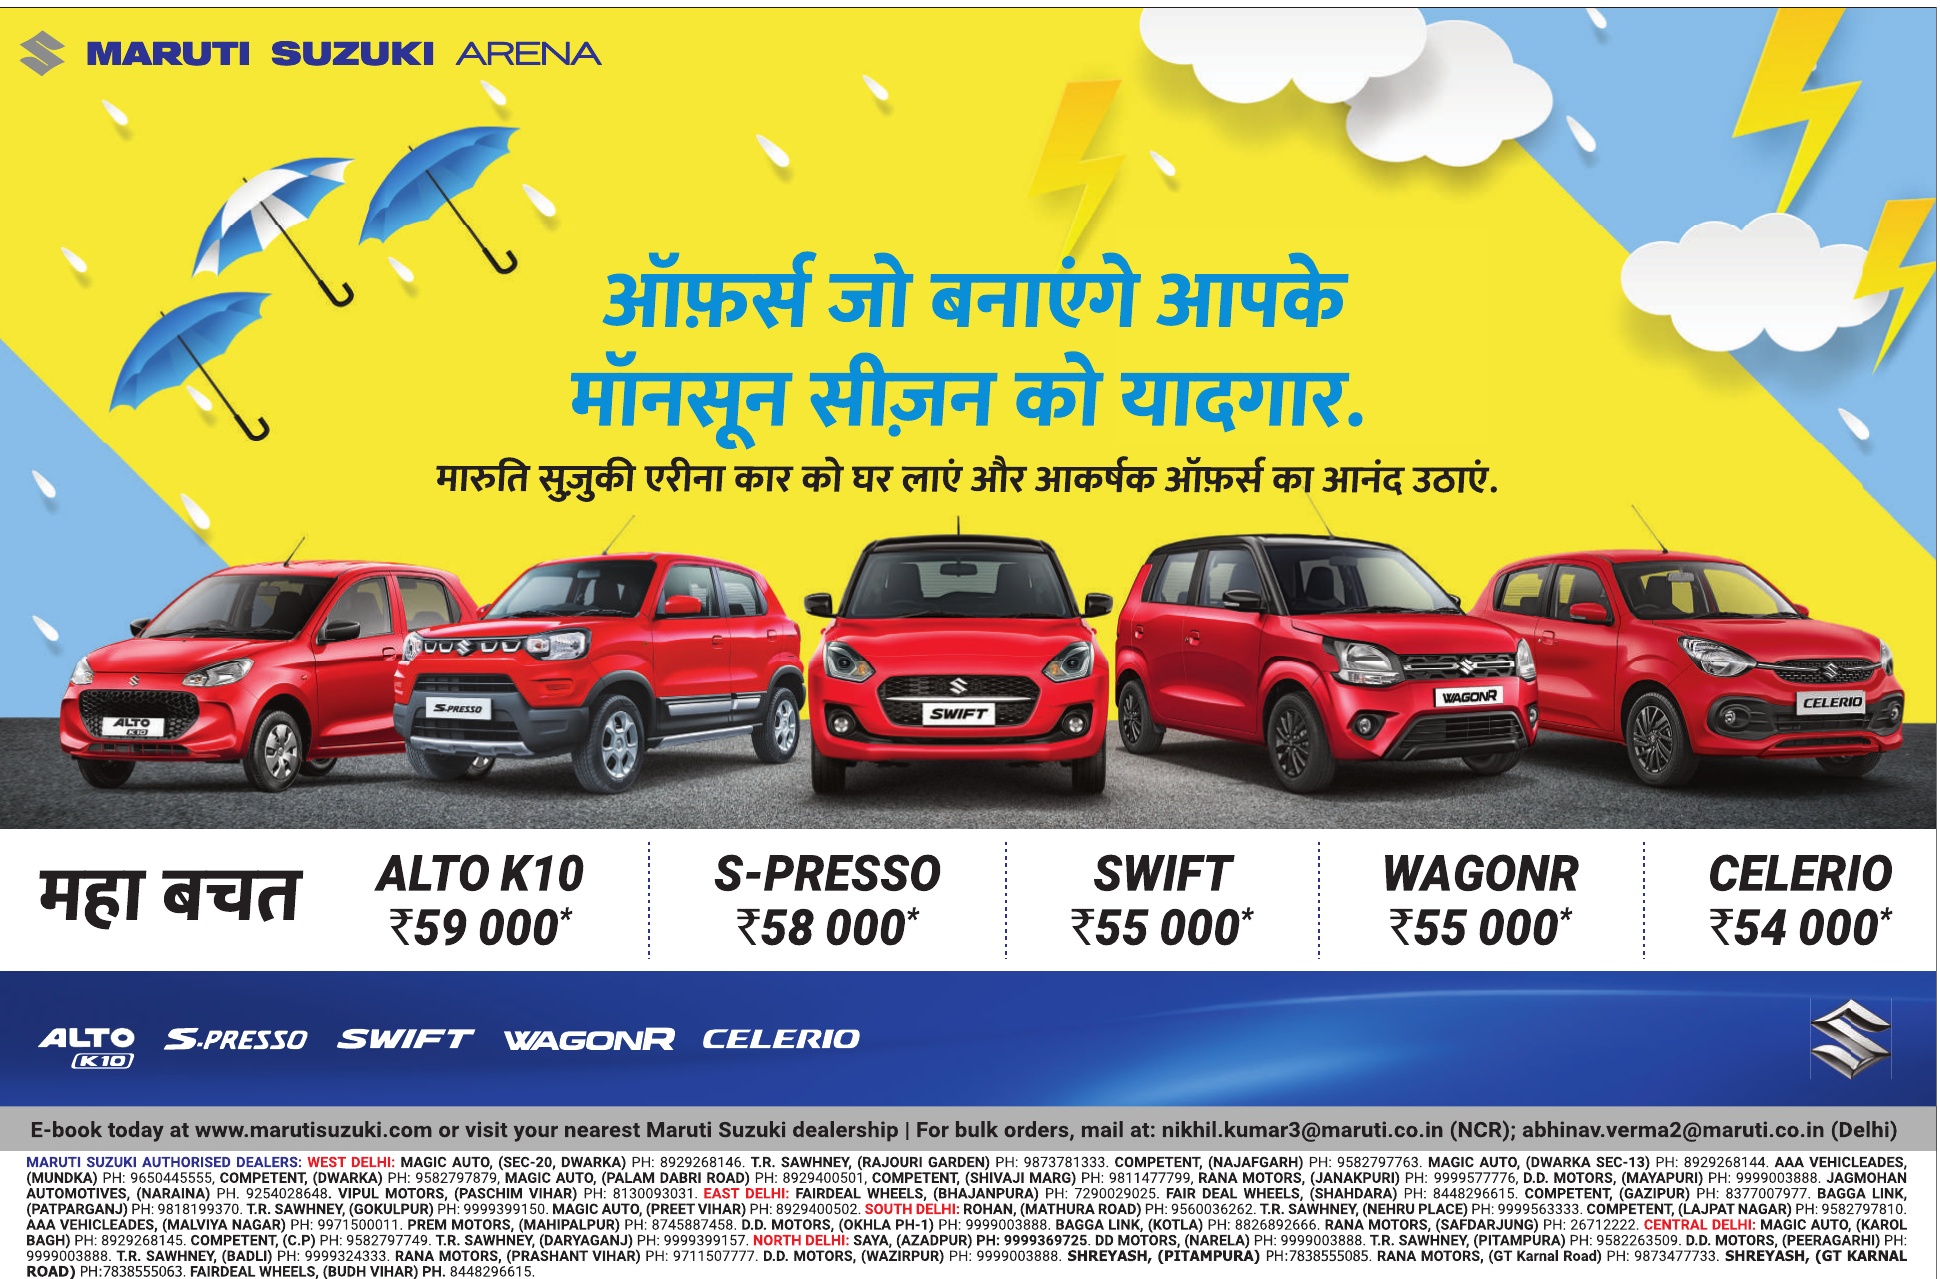 MARUTI SUZUKI ARENA
ऑफ़र्स जो बनाएंगे आपके
मॉनसून सीज़न को यादगार.
मारुति सुज़ुकी एरीना कार को घर लाएं और आकर्षक ऑफ़र्स का आनंद उठाएं.
ALTO K10
S-PRESSO
SWIFT
WAGONR
CELERIO
महा बचत
ALTO K10
₹59 000*
S-PRESSO
₹58 000*
SWIFT
₹55 000*
WAGONR
₹55 000*
CELERIO
₹54 000*
ALTO K10 S-PRESSO SWIFT WAGONR CELERIO
E-book today at www.marutisuzuki.com or visit your nearest Maruti Suzuki dealership | For bulk orders, mail at: nikhil.kumar3@maruti.co.in (NCR); abhinav.verma2@maruti.co.in (Delhi)
MARUTI SUZUKI AUTHORISED DEALERS: WEST DELHI: MAGIC AUTO, (SEC-20, DWARKA) PH: 8929268146. T.R. SAWHNEY, (RAJOURI GARDEN) PH: 9873781333. COMPETENT, (NAJAFGARH) PH: 9582797763. MAGIC AUTO, (DWARKA SEC-13) PH: 8929268144. AAA VEHICLEADES,
(MUNDKA) PH: 9650445555, COMPETENT, (DWARKA) PH: 9582797879, MAGIC AUTO, (PALAM DABRI ROAD) PH: 8929400501, COMPETENT, (SHIVAJI MARG) PH: 9811477799, RANA MOTORS, (JANAKPURI) PH: 9999577776, D.D. MOTORS, (MAYAPURI) PH: 9999003888. JAGMOHAN
AUTOMOTIVES, (NARAINA) PH. 9254028648. VIPUL MOTORS, (PASCHIM VIHAR) PH: 8130093031. EAST DELHI: FAIRDEAL WHEELS, (BHAJANPURA) PH: 7290029025. FAIR DEAL WHEELS, (SHAHDARA) PH: 8448296615. COMPETENT, (GAZIPUR) PH: 8377007977. BAGGA LINK,
(PATPARGANJ) PH: 9818199370. T.R. SAWHNEY, (GOKULPUR) PH: 9999399150. MAGIC AUTO, (PREET VIHAR) PH: 8929400502. SOUTH DELHI: ROHAN, (MATHURA ROAD) PH: 9560036262. T.R. SAWHNEY, (NEHRU PLACE) PH: 9999563333. COMPETENT, (LAJPAT NAGAR) PH: 9582797810.
AAA VEHICLEADES, (MALVIYA NAGAR) PH: 9971500011. PREM MOTORS, (MAHIPALPUR) PH: 8745887458. D.D. MOTORS, (OKHLA PH-1) PH: 9999003888. BAGGA LINK, (KOTLA) PH: 8826892666. RANA MOTORS, (SAFDARJUNG) PH: 26712222. CENTRAL DELHI: MAGIC AUTO, (KAROL
BAGH) PH: 8929268145. COMPETENT, (C.P) PH: 9582797749. T.R. SAWHNEY, (DARYAGANJ) PH: 9999399157. NORTH DELHI: SAYA, (AZADPUR) PH: 9999369725. DD MOTORS, (NARELA) PH: 9999003888. T.R. SAWHNEY, (PITAMPURA) PH: 9582263509. D.D. MOTORS, (PEERAGARHI) PH:
9999003888. T.R. SAWHNEY, (BADLI) PH: 9999324333. RANA MOTORS, (PRASHANT VIHAR) PH: 9711507777. D.D. MOTORS, (WAZIRPUR) PH: 9999003888. SHREYASH, (PITAMPURA) PH:7838555085. RANA MOTORS, (GT Karnal Road) PH: 9873477733. SHREYASH, (GT KARNAL
ROAD) PH:7838555063. FAIRDEAL WHEELS, (BUDH VIHAR) PH. 8448296615.